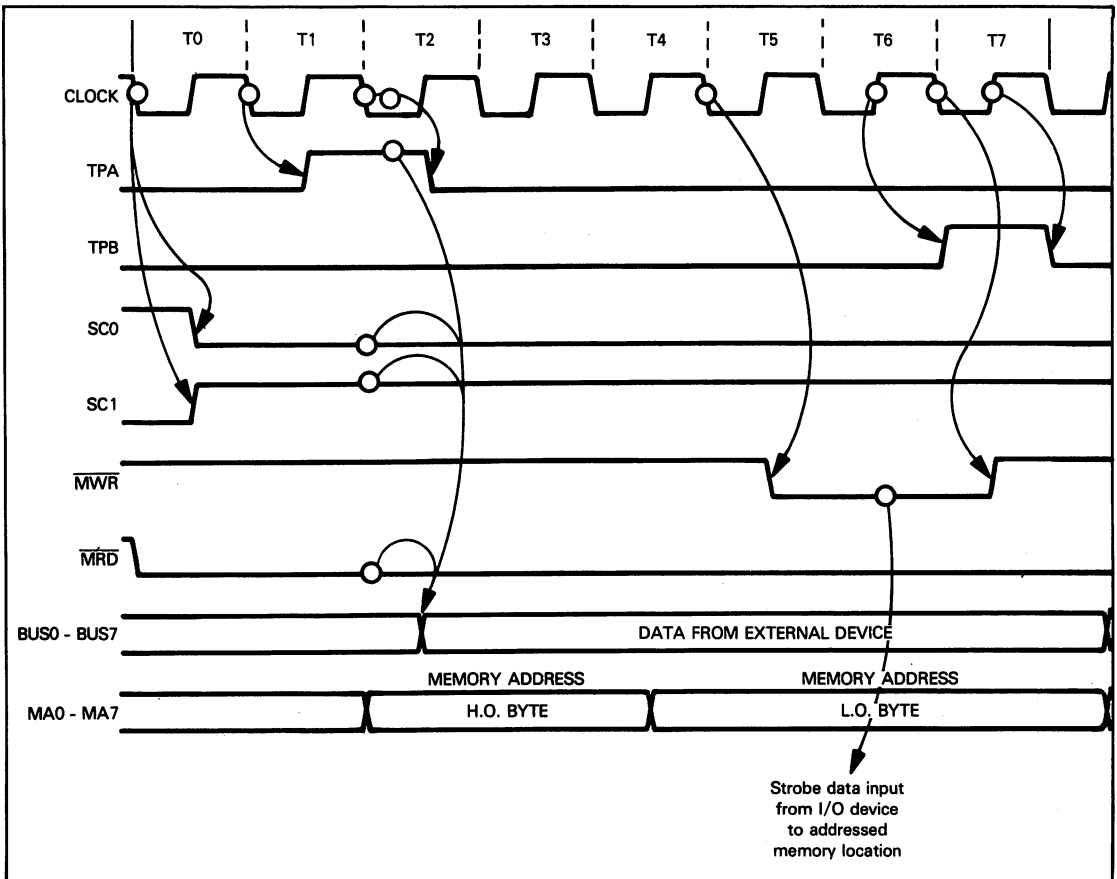 T0 T1 T2 T3 T4 T5 T6 T7
CLOCK
TPA
TPB
SC0
SC1
MWR
MRD
BUS0 - BUS7
DATA FROM EXTERNAL DEVICE
MEMORY ADDRESS
MEMORY ADDRESS
MA0 - MA7
H.O. BYTE
L.O. BYTE
Strobe data input
from I/O device
to addressed
memory location